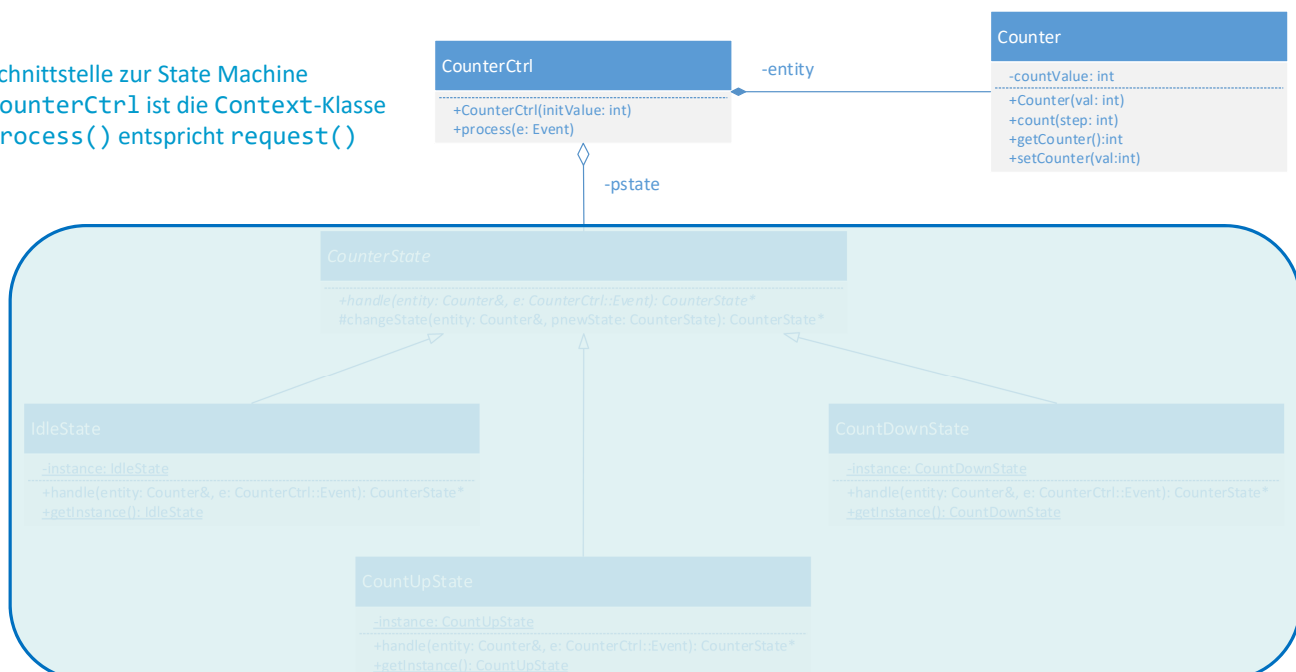 chnittstelle zur State Machine
ounterCtrl ist die Context-Klasse
rocess() entspricht request()
CounterCtrl
+CounterCtrl(initValue: int)
+process(e: Event)
-entity
Counter
-countValue: int
+Counter(val: int)
+count(step: int)
+getCounter():int
+setCounter(val:int)
-pstate
CounterState
+handle(entity: Counter&, e: CounterCtrl::Event): CounterState*
#changeState(entity: Counter&, pnewState: CounterState): CounterState*
IdleState
-instance: IdleState
+handle(entity: Counter&, e: CounterCtrl::Event): CounterState*
+getInstance(): IdleState
CountDownState
-instance: CountDownState
+handle(entity: Counter&, e: CounterCtrl::Event): CounterState*
+getInstance(): CountDownState
CountUpState
-instance: CountUpState
+handle(entity: Counter&, e: CounterCtrl::Event): CounterState*
+getInstance(): CountUpState